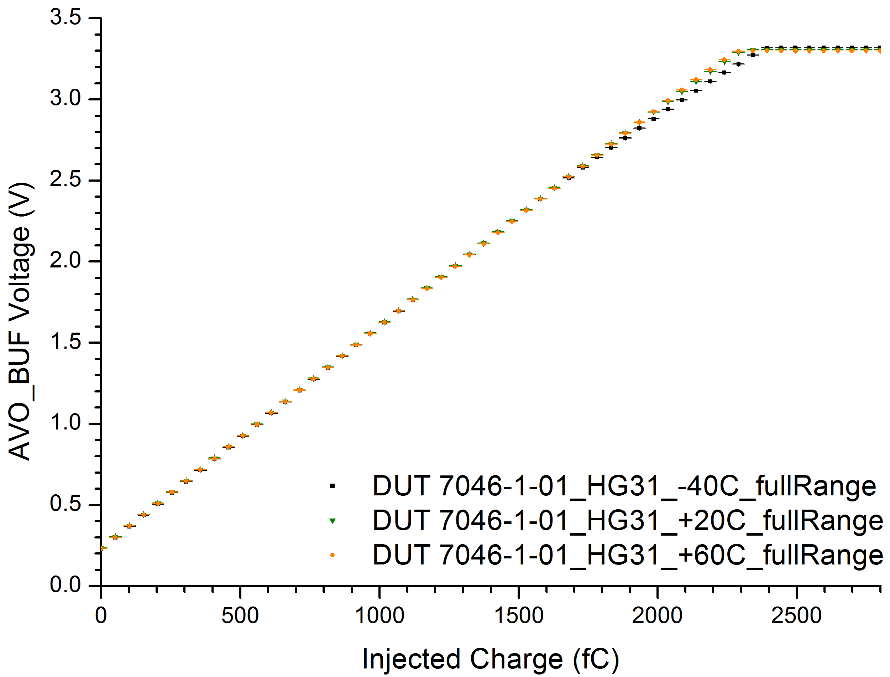 3.5
3.0
2.5
2.0
1.5
1.0
0.5
0.0
AVO_BUF Voltage (V)
DUT 7046-1-01_HG31_-40C_fullRange
DUT 7046-1-01_HG31_+20C_fullRange
DUT 7046-1-01_HG31_+60C_fullRange
0 500 1000 1500 2000 2500
Injected Charge (fC)